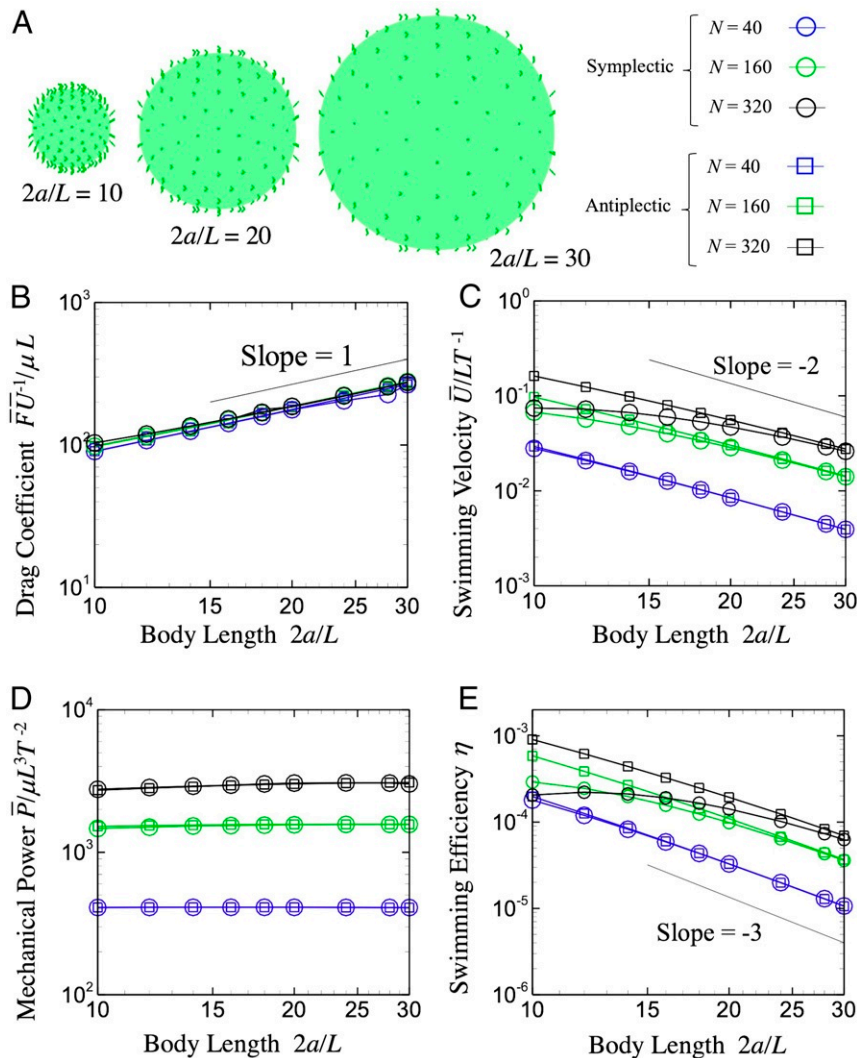 A
2a/L = 10
2a/L = 20
2a/L = 30
Symplectic
N = 40
N = 160
N = 320
Antiplectic
N = 40
N = 160
N = 320
B
Drag Coefficient F̅U̅⁻¹/μL
10³
10²
10¹
Slope = 1
10 15 20 25 30
Body Length 2a/L
C
Swimming Velocity U̅/LT⁻¹
10⁰
10⁻¹
10⁻²
10⁻³
Slope = -2
10 15 20 25 30
Body Length 2a/L
D
Mechanical Power P̅/μL³T⁻²
10⁴
10³
10²
10 15 20 25 30
Body Length 2a/L
E
Swimming Efficiency η
10⁻³
10⁻⁴
10⁻⁵
10⁻⁶
Slope = -3
10 15 20 25 30
Body Length 2a/L